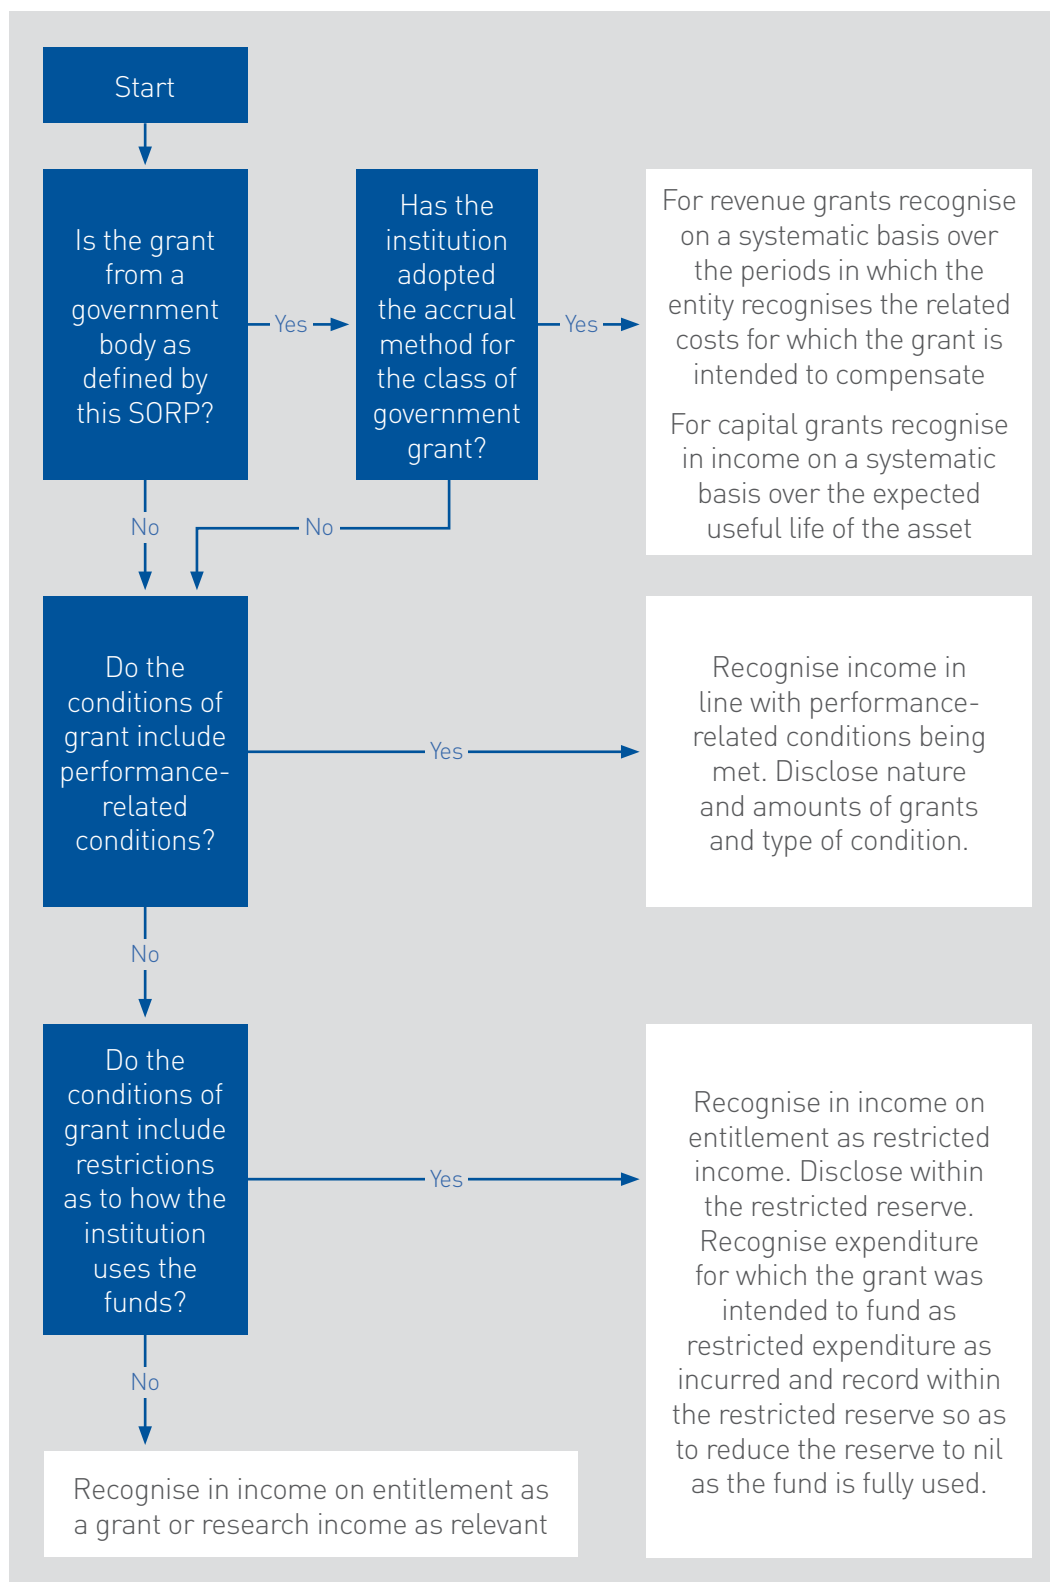 Start
Is the grant
from a
government
body as
defined by
this SORP?
Yes
Has the
institution
adopted
the accrual
method for
the class of
government
grant?
Yes
For revenue grants recognise
on a systematic basis over
the periods in which the
entity recognises the related
costs for which the grant is
intended to compensate
For capital grants recognise
in income on a systematic
basis over the expected
useful life of the asset
No
No
Do the
conditions of
grant include
performance-
related
conditions?
Yes
Recognise income in
line with performance-
related conditions being
met. Disclose nature
and amounts of grants
and type of condition.
No
Do the
conditions of
grant include
restrictions
as to how the
institution
uses the
funds?
Yes
Recognise in income on
entitlement as restricted
income. Disclose within
the restricted reserve.
Recognise expenditure
for which the grant was
intended to fund as
restricted expenditure as
incurred and record within
the restricted reserve so as
to reduce the reserve to nil
as the fund is fully used.
No
Recognise in income on entitlement as
a grant or research income as relevant